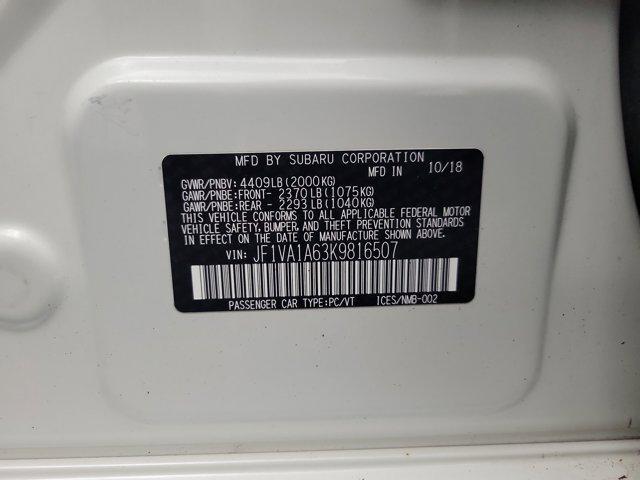 MFD BY SUBARU CORPORATION
MFD IN 10/18
GVWR/PNBV: 4409LB(2000KG)
GAWR/PNBE:FRONT- 2370LB(1075KG)
GAWR/PNBE:REAR - 2293LB(1040KG)
THIS VEHICLE CONFORMS TO ALL APPLICABLE FEDERAL MOTOR
VEHICLE SAFETY, BUMPER, AND THEFT PREVENTION STANDARDS
IN EFFECT ON THE DATE OF MANUFACTURE SHOWN ABOVE.
VIN: JF1VA1A63K9816507
PASSENGER CAR TYPE:PC/VT ICES/NMB-002